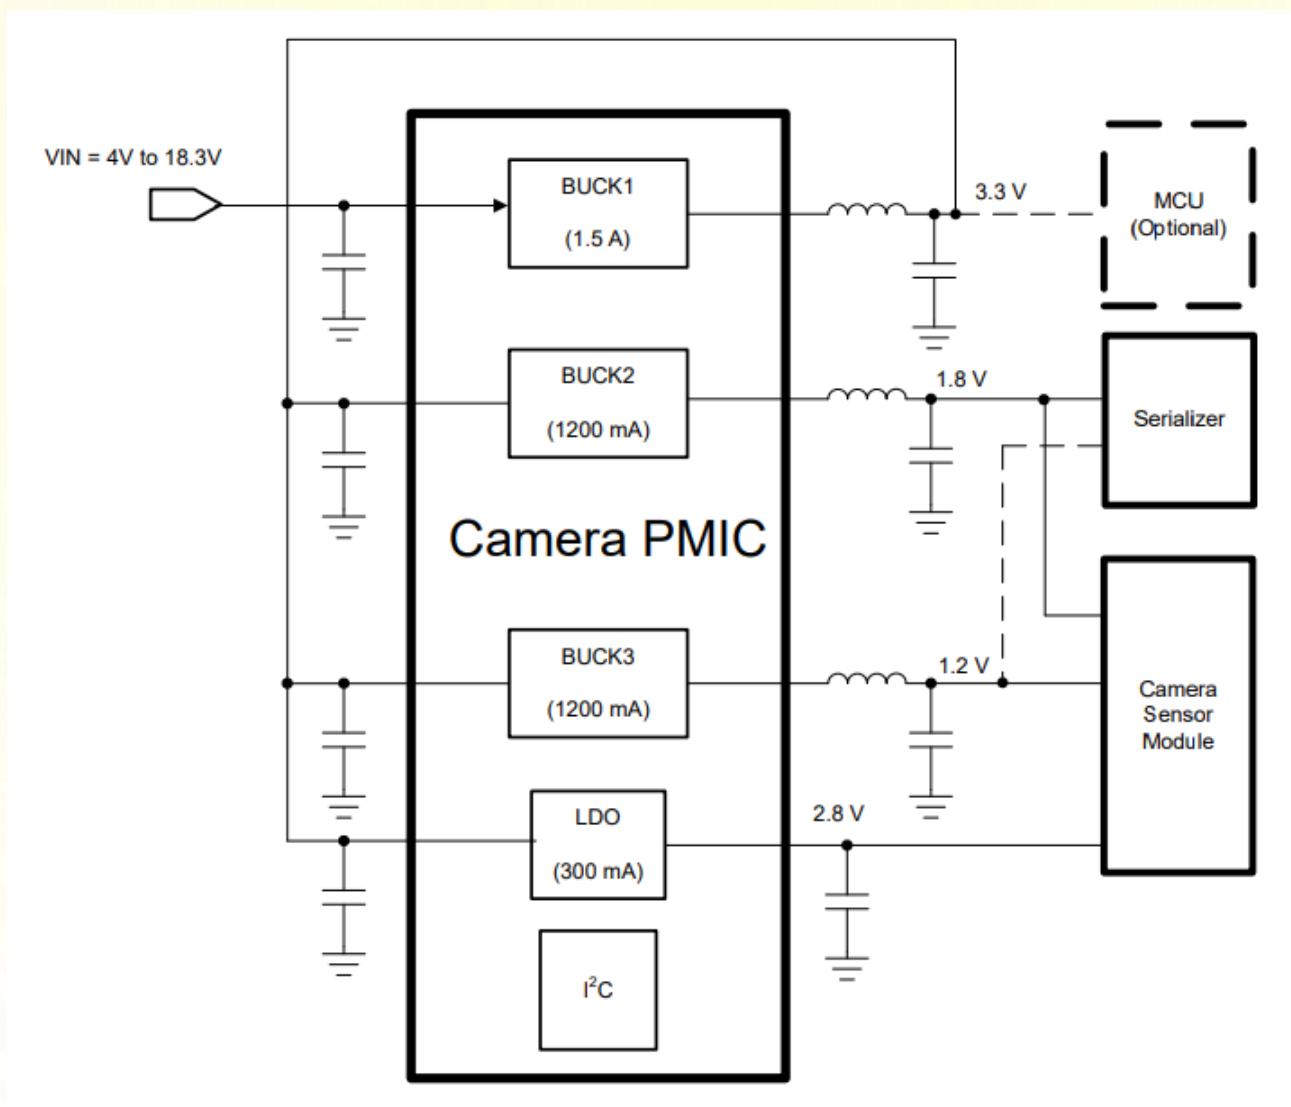 VIN = 4V to 18.3V
BUCK1
(1.5 A)
3.3 V
MCU
(Optional)
BUCK2
(1200 mA)
1.8 V
Serializer
Camera PMIC
BUCK3
(1200 mA)
1.2 V
Camera
Sensor
Module
LDO
(300 mA)
2.8 V
I²C